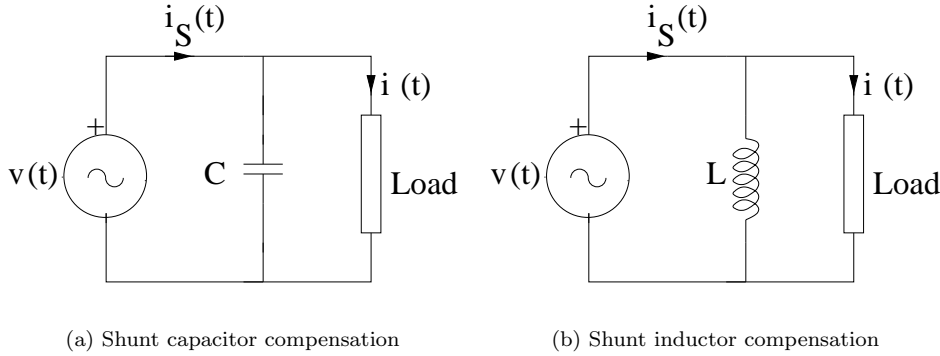 i_S(t)
i (t)
+
v(t)
C
Load
(a) Shunt capacitor compensation
i_S(t)
i (t)
+
v(t)
L
Load
(b) Shunt inductor compensation